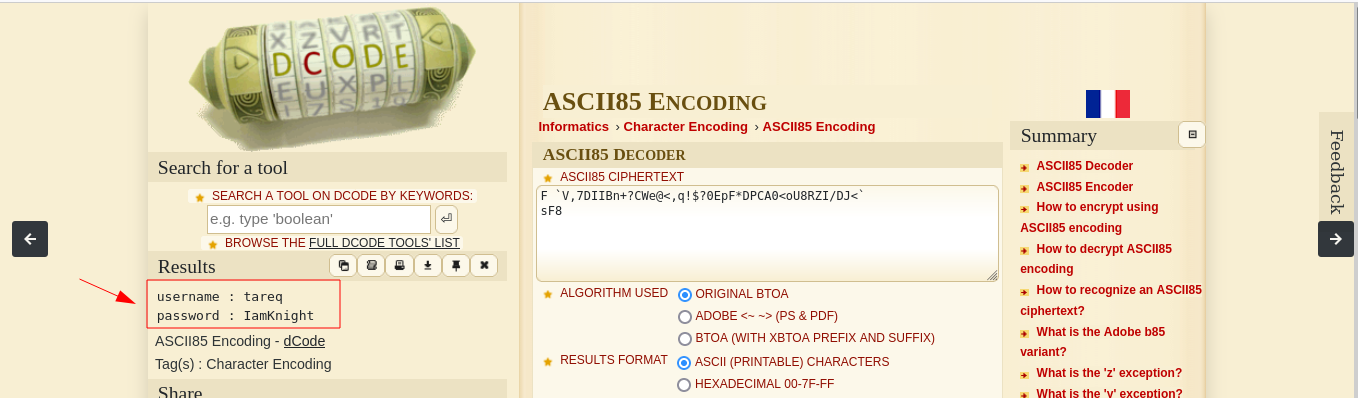 X Z V R T
D C O D E
E U X P L
Search for a tool
SEARCH A TOOL ON DCODE BY KEYWORDS:
e.g. type 'boolean'
BROWSE THE FULL DCODE TOOLS' LIST
Results
username : tareq
password : IamKnight
ASCII85 Encoding - dCode
Tag(s) : Character Encoding
Share
ASCII85 ENCODING
Informatics › Character Encoding › ASCII85 Encoding
ASCII85 DECODER
ASCII85 CIPHERTEXT
F `V,7DIIBn+?CWe@<,q!$?0EpF*DPCA0<oU8RZI/DJ<`
sF8
ALGORITHM USED
ORIGINAL BTOA
ADOBE <~ ~> (PS & PDF)
BTOA (WITH XBTOA PREFIX AND SUFFIX)
RESULTS FORMAT
ASCII (PRINTABLE) CHARACTERS
HEXADECIMAL 00-7F-FF
Summary
ASCII85 Decoder
ASCII85 Encoder
How to encrypt using
ASCII85 encoding
How to decrypt ASCII85
encoding
How to recognize an ASCII85
ciphertext?
What is the Adobe b85
variant?
What is the 'z' exception?
What is the 'y' exception?
Feedback